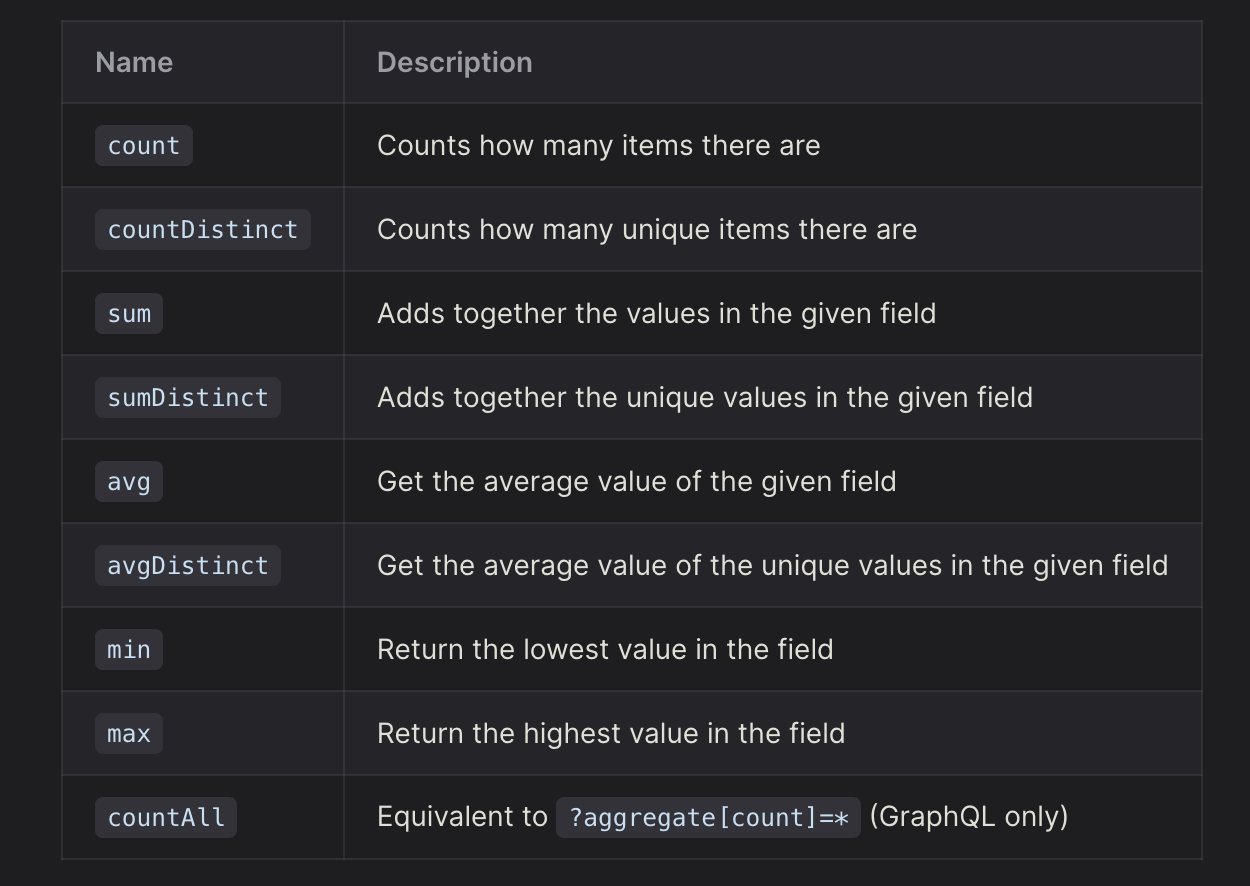 Name Description
count Counts how many items there are
countDistinct Counts how many unique items there are
sum Adds together the values in the given field
sumDistinct Adds together the unique values in the given field
avg Get the average value of the given field
avgDistinct Get the average value of the unique values in the given field
min Return the lowest value in the field
max Return the highest value in the field
countAll Equivalent to ?aggregate[count]=* (GraphQL only)